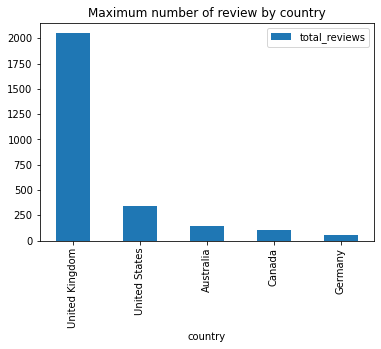 Maximum number of review by country
total_reviews
2000
1750
1500
1250
1000
750
500
250
0
United Kingdom
United States
Australia
Canada
Germany
country